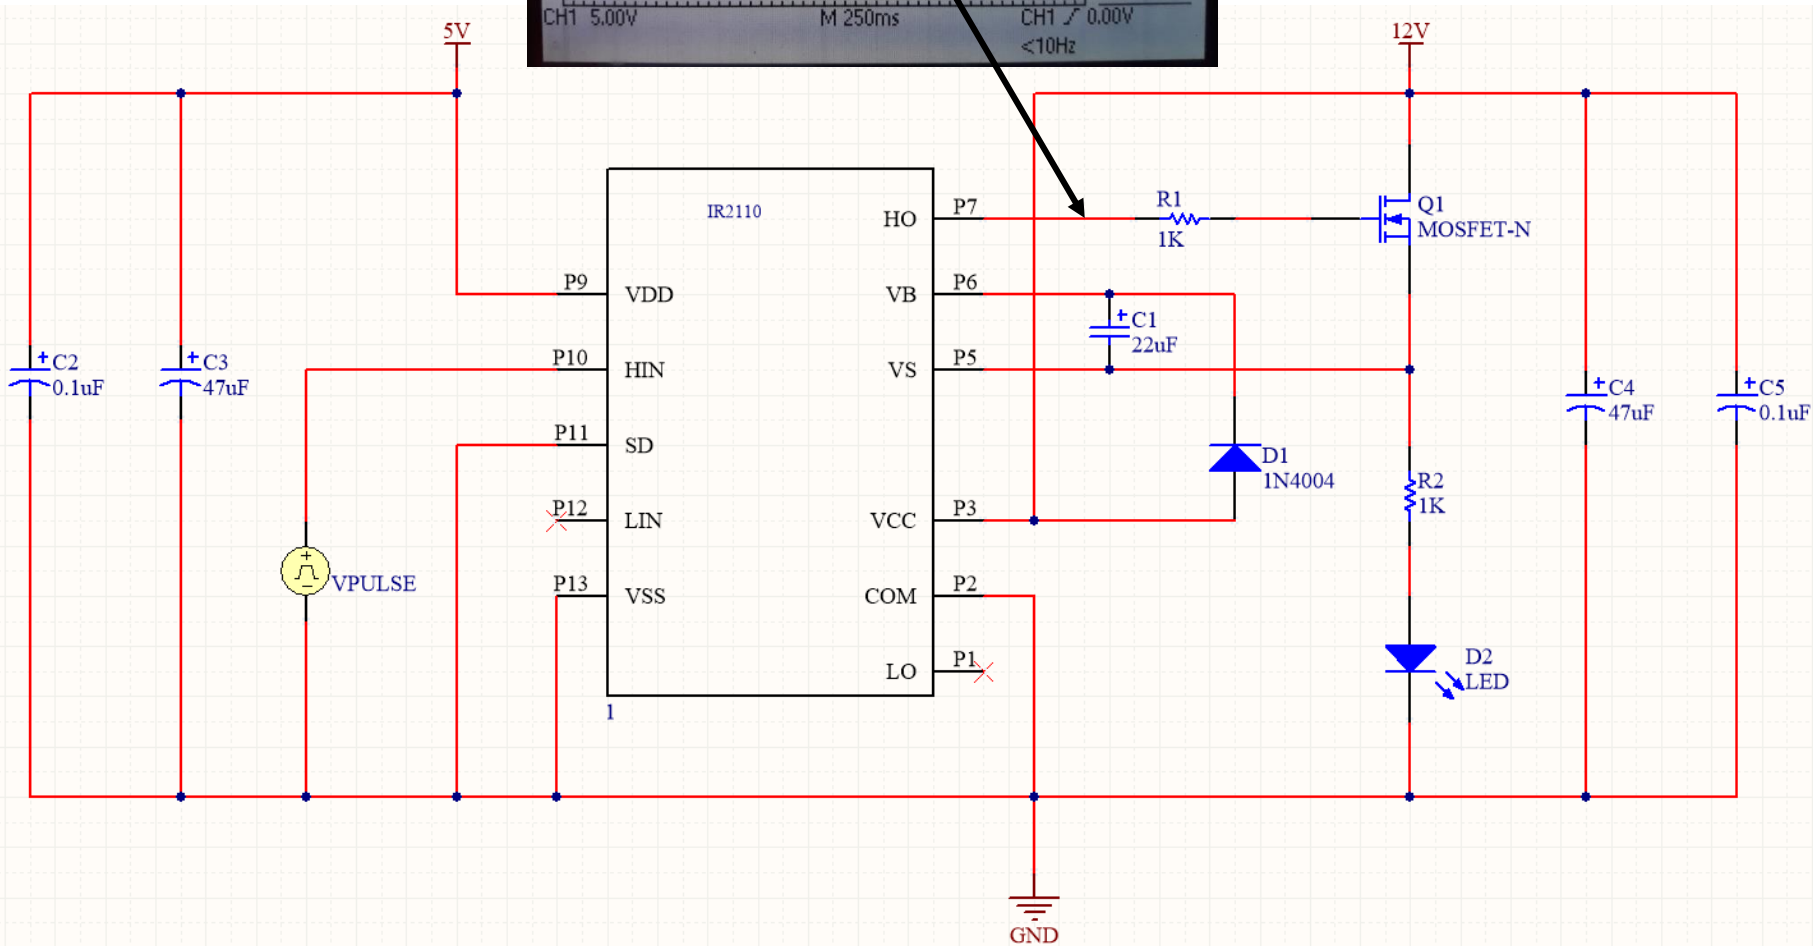 CH1 5.00V
M 250ms
CH1 0.00V
<10Hz
5V
12V
IR2110
HO
P7
R1
1K
Q1
MOSFET-N
P9
VDD
VB
P6
C1
22uF
P10
HIN
VS
P5
C2
0.1uF
C3
47uF
C4
47uF
C5
0.1uF
P11
SD
D1
1N4004
R2
1K
P12
LIN
VCC
P3
VPULSE
P13
VSS
COM
P2
LO
P1
D2
LED
1
GND